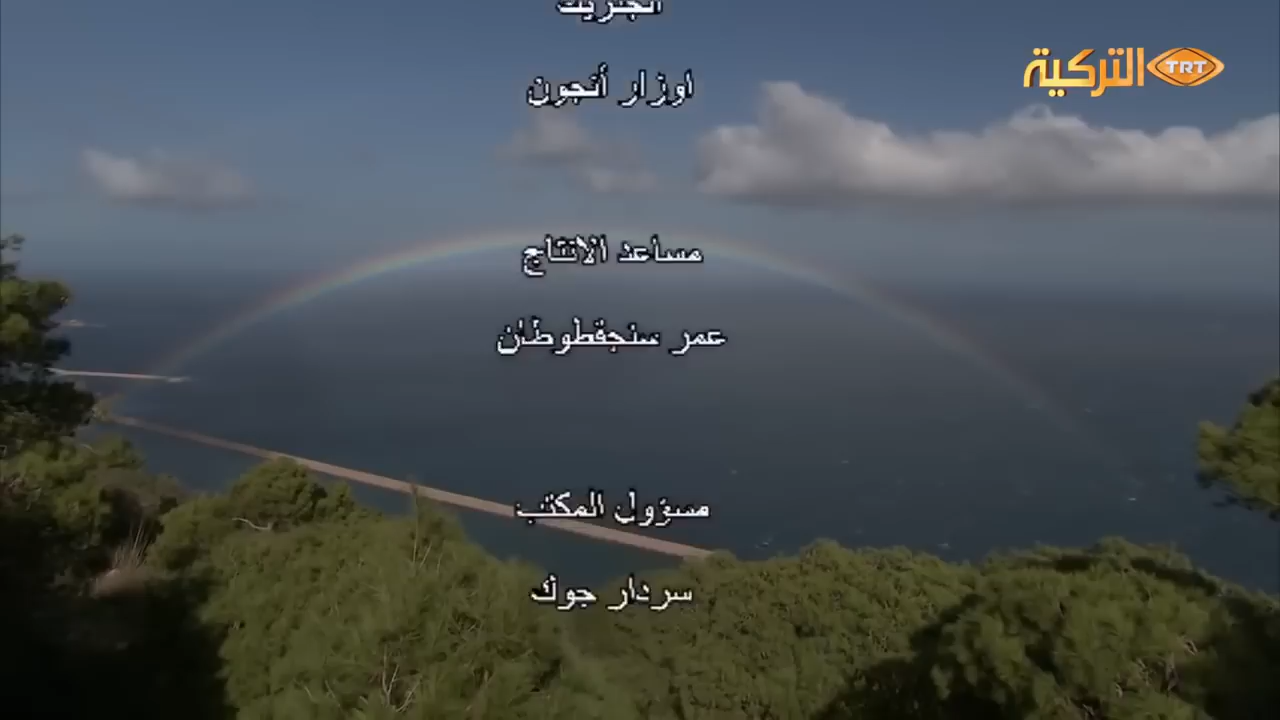 التركية TRT
اوزار أنجون
مساعد الانتاج
عمر سنجقطوطان
مسؤول المكتب
سردار جوك